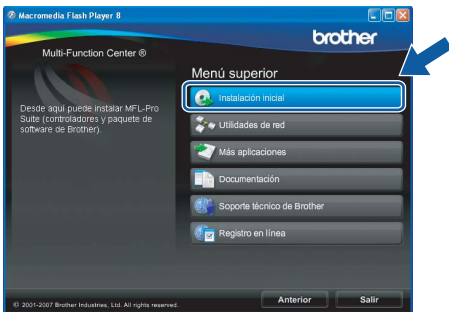 Macromedia Flash Player 8
brother
Multi-Function Center ®
Menú superior
Desde aquí puede instalar MFL-Pro
Suite (controladores y paquete de
software de Brother).
Instalación inicial
Utilidades de red
Más aplicaciones
Documentación
Soporte técnico de Brother
Registro en línea
© 2001-2007 Brother Industries, Ltd. All rights reserved.
Anterior
Salir